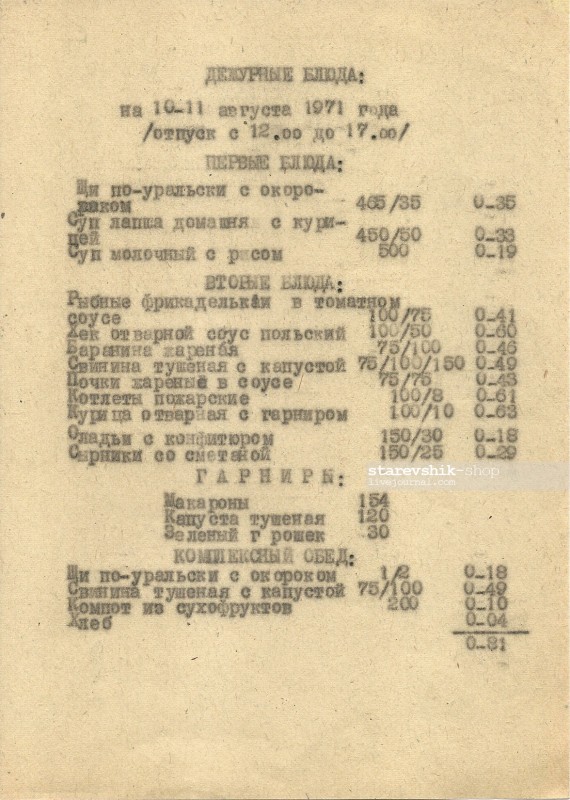 ДЕЖУРНЫЕ БЛЮДА:
на 10-11 августа 1971 года
/отпуск с 12.00 до 17.00/
ПЕРВЫЕ БЛЮДА:
Щи по-уральски с окоро-
ваком 465/35 0-35
Суп лапша домашня с кури-
цей 450/50 0-33
Суп молочный с рисом 500 0-19
ВТОРЫЕ БЛЮДА:
Рыбные фрикадельки в томатном
соусе 100/75 0-41
Хек отварной соус польский 100/50 0-60
Баранина жареная 75/100 0-46
Свинина тушеная с капустой 75/100/150 0-49
Почки жареные в соусе 75/75 0-43
Котлеты пожарские 100/8 0-61
Курица отварная с гарниром 100/10 0-63
Оладьи с конфитюром 150/30 0-18
Сырники со сметаной 150/25 0-29
starevshik-shop
livejournal.com
ГАРНИРЫ:
Макароны 154
Капуста тушеная 120
Зеленый г рошек 30
КОМПЛЕКСНЫЙ ОБЕД:
Щи по-уральски с окороком 1/2 0-18
Свинина тушеная с капустой 75/100 0-49
Компот из сухофруктов 200 0-10
Хлеб 0-04
0-81